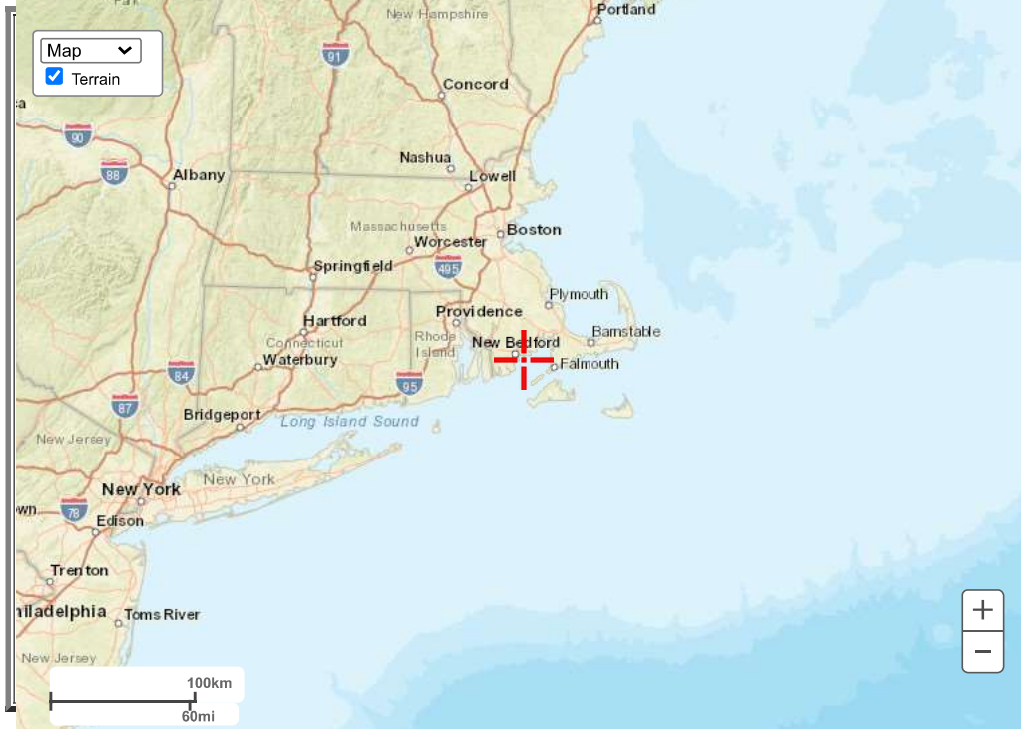 Park
New Hampshire
Portland
Map
Terrain
91
Concord
90
88
Albany
Nashua
Lowell
Massachusetts
Worcester
Boston
Springfield
495
Plymouth
Providence
Hartford
Connecticut
Rhode
Island
New Bedford
Barnstable
Waterbury
Falmouth
84
95
87
Bridgeport
Long Island Sound
New Jersey
New York
New York
78
Edison
Trenton
Toms River
New Jersey
100km
60mi
+
−